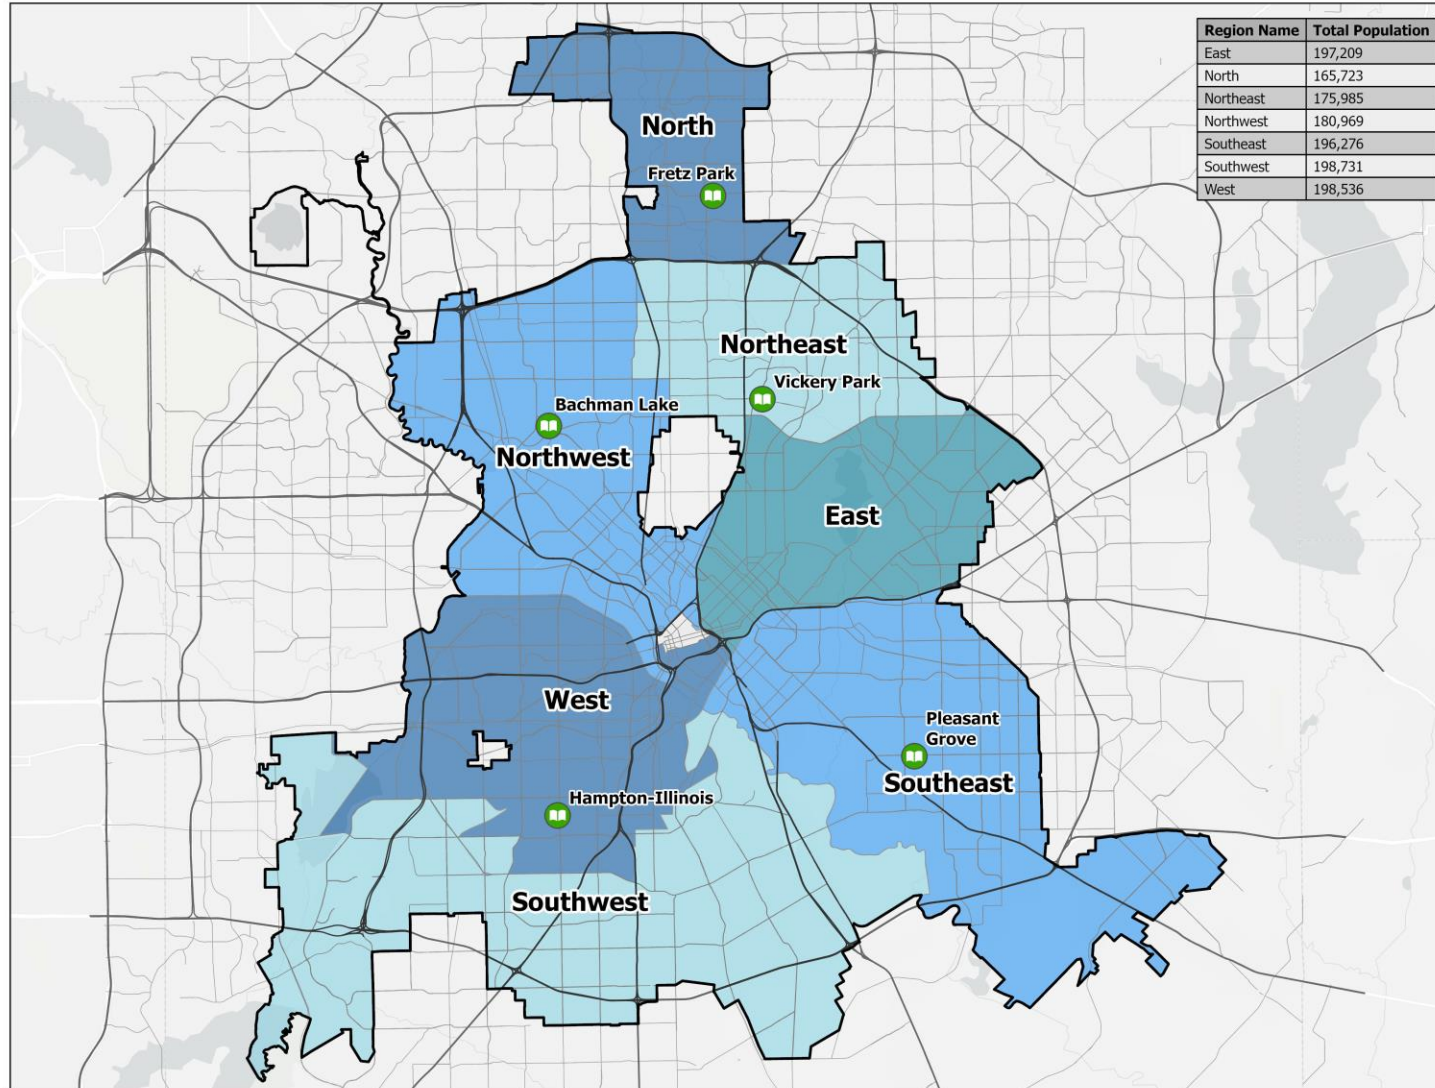 Region Name Total Population
East 197,209
North 165,723
Northeast 175,985
Northwest 180,969
Southeast 196,276
Southwest 198,731
West 198,536
North
Fretz Park
Northeast
Vickery Park
Bachman Lake
Northwest
East
West
Pleasant
Grove
Southeast
Hampton-Illinois
Southwest